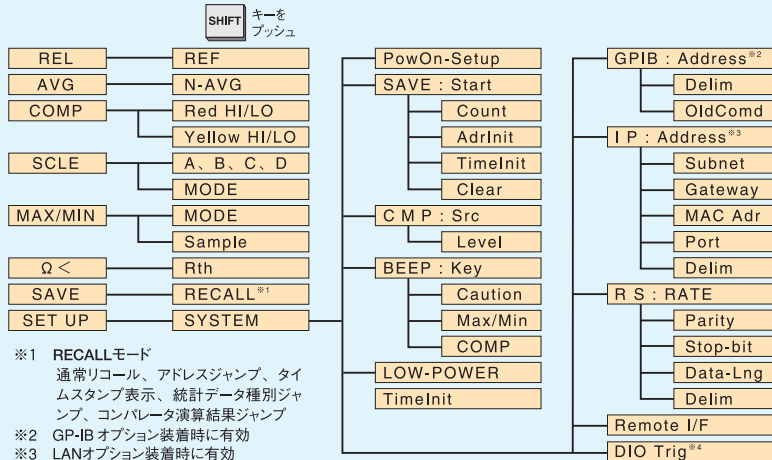 SHIFT キーを
プッシュ
REL REF
AVG N-AVG
COMP Red HI/LO
Yellow HI/LO
SCLE A、B、C、D
MODE
MAX/MIN MODE
Sample
Ω< Rth
SAVE RECALL※1
SET UP SYSTEM
※1 RECALLモード
通常リコール、アドレスジャンプ、タイ
ムスタンプ表示、統計データ種別ジャ
ンプ、コンパレータ演算結果ジャンプ
※2 GP-IBオプション装着時に有効
※3 LANオプション装着時に有効
PowOn-Setup
SAVE : Start
Count
AdrInit
TimeInit
Clear
CMP : Src
Level
BEEP : Key
Caution
Max/Min
COMP
LOW-POWER
TimeInit
GPIB : Address※2
Delim
OldComd
IP : Address※3
Subnet
Gateway
MAC Adr
Port
Delim
RS : RATE
Parity
Stop-bit
Data-Lng
Delim
Remote I/F
DIO Trig※4